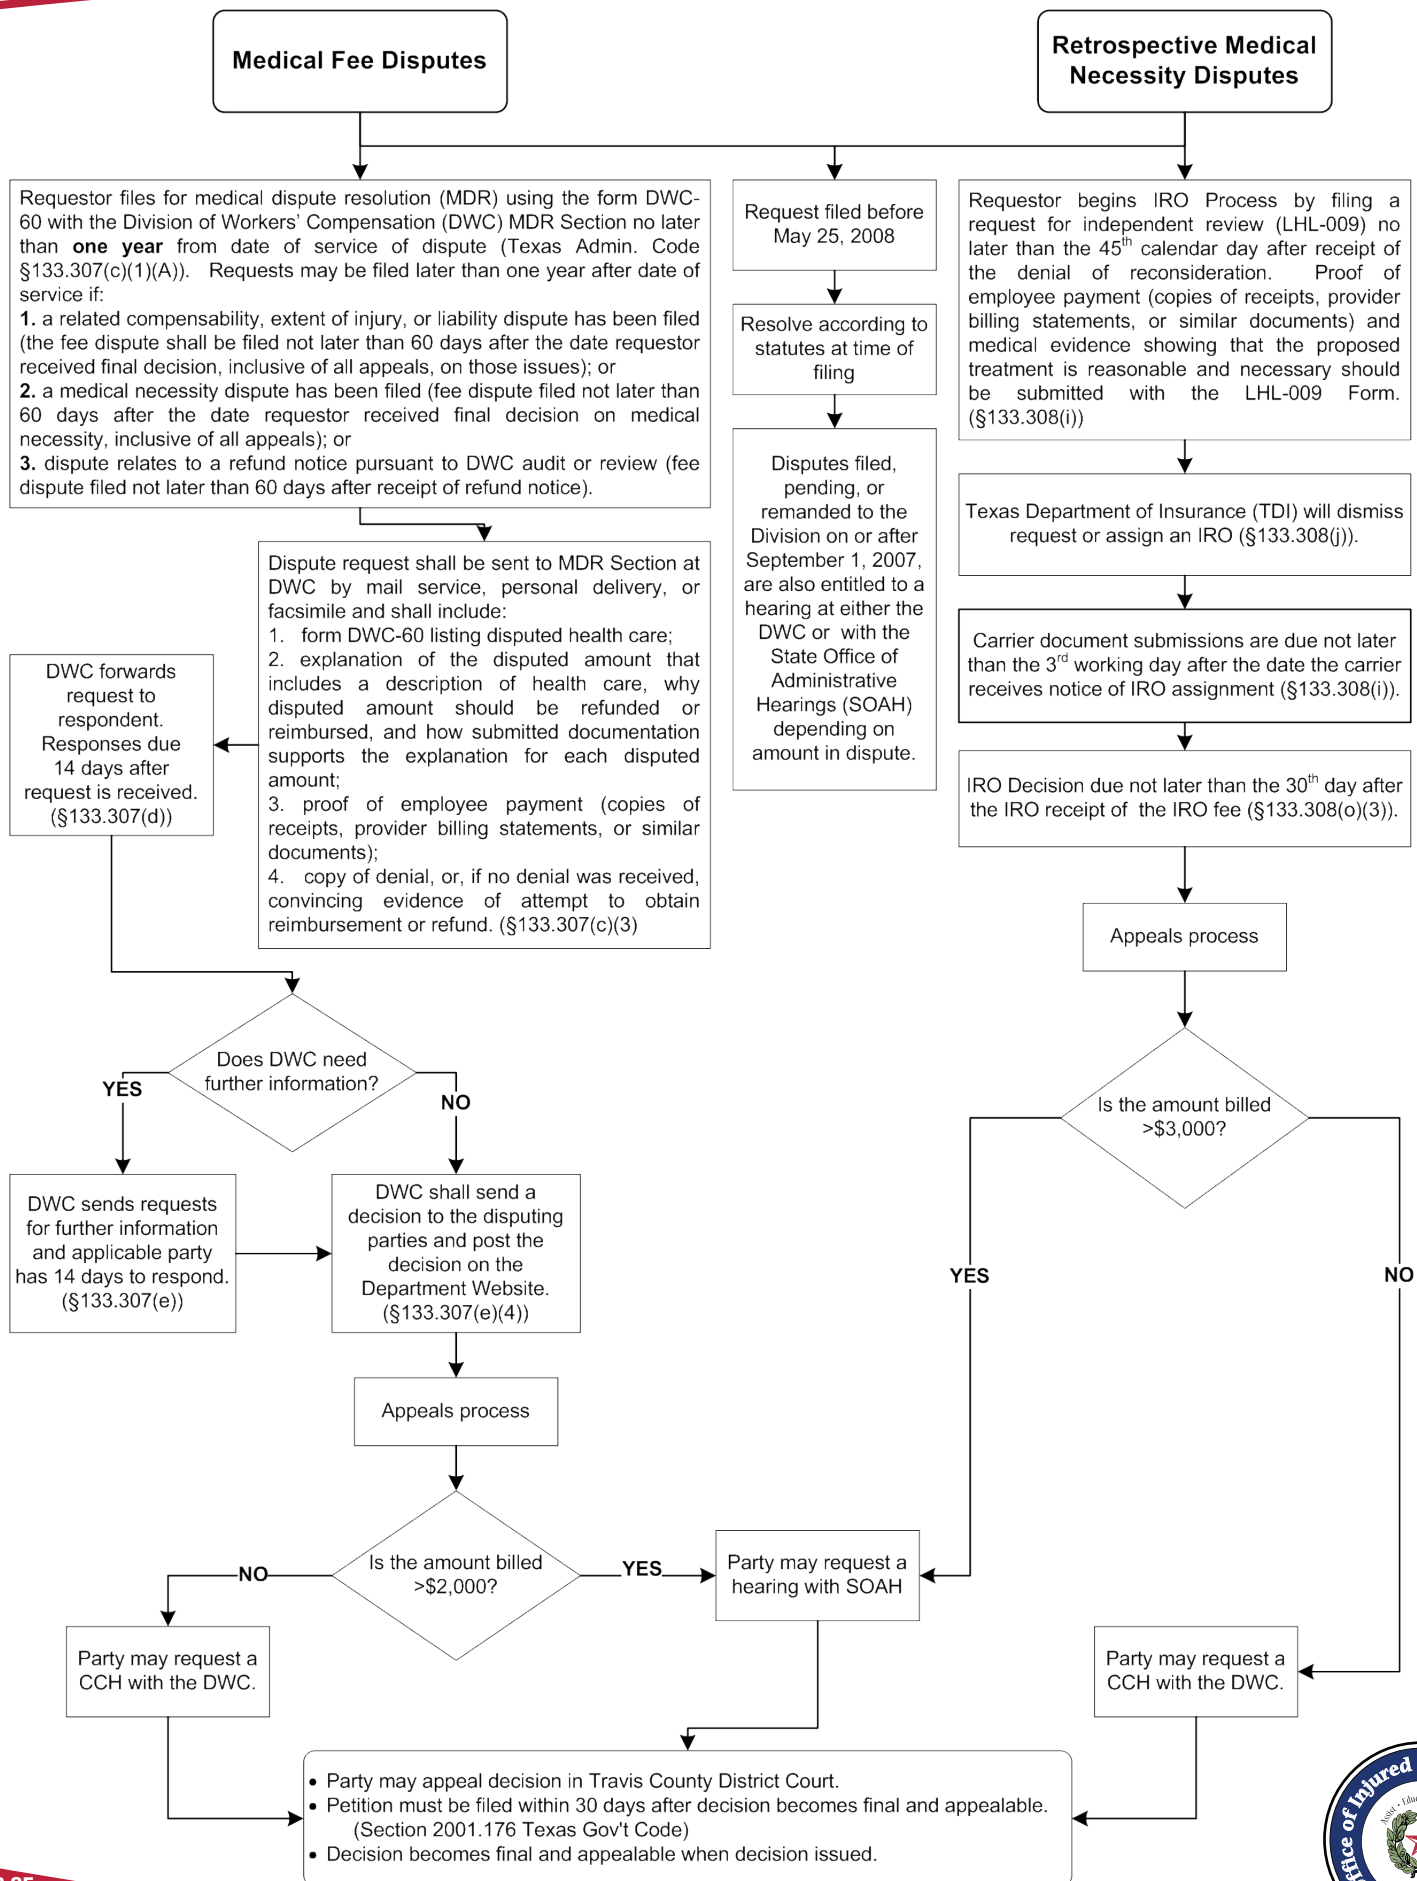 Medical Fee Disputes
Retrospective Medical
Necessity Disputes
Requestor files for medical dispute resolution (MDR) using the form DWC-
60 with the Division of Workers' Compensation (DWC) MDR Section no later
than one year from date of service of dispute (Texas Admin. Code
§133.307(c)(1)(A)). Requests may be filed later than one year after date of
service if:
1. a related compensability, extent of injury, or liability dispute has been filed
(the fee dispute shall be filed not later than 60 days after the date requestor
received final decision, inclusive of all appeals, on those issues); or
2. a medical necessity dispute has been filed (fee dispute filed not later than
60 days after the date requestor received final decision on medical
necessity, inclusive of all appeals); or
3. dispute relates to a refund notice pursuant to DWC audit or review (fee
dispute filed not later than 60 days after receipt of refund notice).
Request filed before
May 25, 2008
Resolve according to
statutes at time of
filing
Disputes filed,
pending, or
remanded to the
Division on or after
September 1, 2007,
are also entitled to a
hearing at either the
DWC or with the
State Office of
Administrative
Hearings (SOAH)
depending on
amount in dispute.
Requestor begins IRO Process by filing a
request for independent review (LHL-009) no
later than the 45th calendar day after receipt of
the denial of reconsideration. Proof of
employee payment (copies of receipts, provider
billing statements, or similar documents) and
medical evidence showing that the proposed
treatment is reasonable and necessary should
be submitted with the LHL-009 Form.
(§133.308(i))
Texas Department of Insurance (TDI) will dismiss
request or assign an IRO (§133.308(j)).
Carrier document submissions are due not later
than the 3rd working day after the date the carrier
receives notice of IRO assignment (§133.308(i)).
IRO Decision due not later than the 30th day after
the IRO receipt of the IRO fee (§133.308(o)(3)).
Appeals process
Is the amount billed
>$3,000?
YES
NO
Dispute request shall be sent to MDR Section at
DWC by mail service, personal delivery, or
facsimile and shall include:
1. form DWC-60 listing disputed health care;
2. explanation of the disputed amount that
includes a description of health care, why
disputed amount should be refunded or
reimbursed, and how submitted documentation
supports the explanation for each disputed
amount;
3. proof of employee payment (copies of
receipts, provider billing statements, or similar
documents);
4. copy of denial, or, if no denial was received,
convincing evidence of attempt to obtain
reimbursement or refund. (§133.307(c)(3)
DWC forwards
request to
respondent.
Responses due
14 days after
request is received.
(§133.307(d))
Does DWC need
further information?
YES
NO
DWC sends requests
for further information
and applicable party
has 14 days to respond.
(§133.307(e))
DWC shall send a
decision to the disputing
parties and post the
decision on the
Department Website.
(§133.307(e)(4))
Appeals process
Is the amount billed
>$2,000?
NO
YES
Party may request a
hearing with SOAH
Party may request a
CCH with the DWC.
Party may request a
CCH with the DWC.
• Party may appeal decision in Travis County District Court.
• Petition must be filed within 30 days after decision becomes final and appealable.
(Section 2001.176 Texas Gov't Code)
• Decision becomes final and appealable when decision issued.
Office of Injured
Assist •